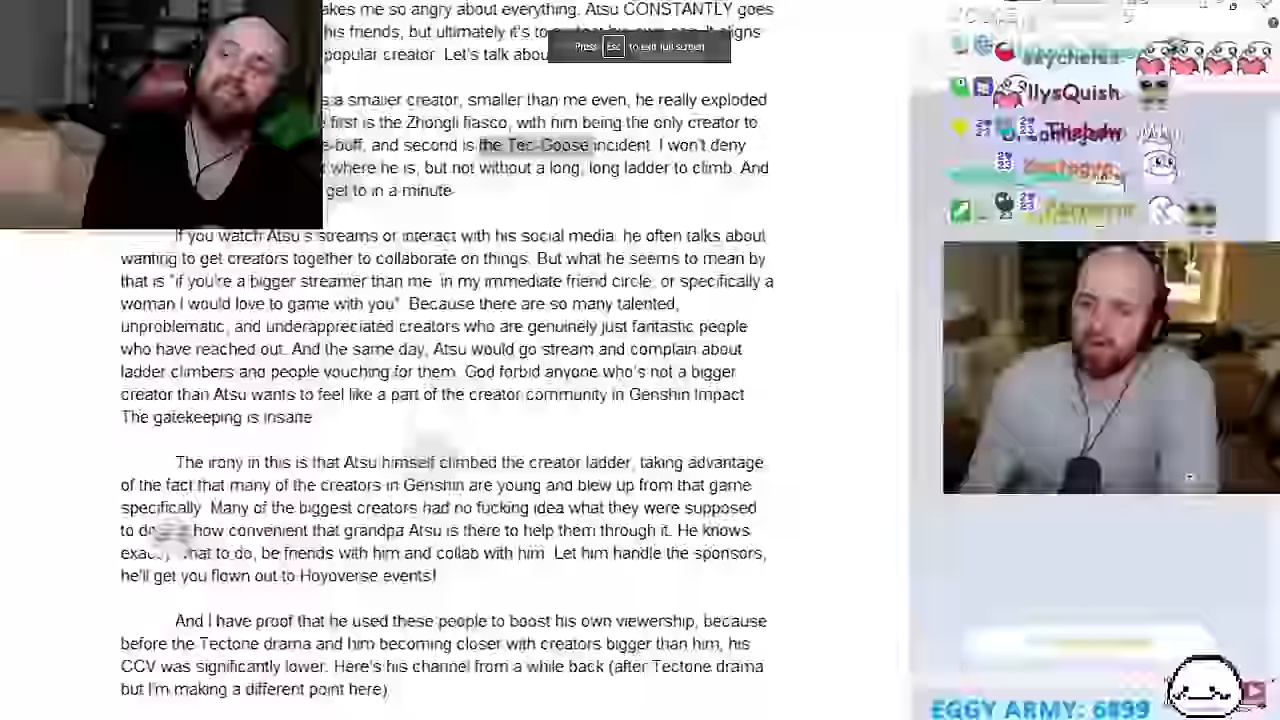 akes me so angry about everything. Atsu CONSTANTLY goes
his friends, but ultimately it's to
popular creator. Let's talk abou
Press Esc to exit full screen
s a smaller creator, smaller than me even, he really exploded
first is the Zhongli fiasco, with him being the only creator to
buff, and second is the Tec-Goose incident. I won't deny
where he is, but not without a long, long ladder to climb. And
get to in a minute
If you watch Atsu's streams or interact with his social media, he often talks about
wanting to get creators together to collaborate on things. But what he seems to mean by
that is "if you're a bigger streamer than me, in my immediate friend circle, or specifically a
woman I would love to game with you". Because there are so many talented,
unproblematic, and underappreciated creators who are genuinely just fantastic people
who have reached out. And the same day, Atsu would go stream and complain about
ladder climbers and people vouching for them. God forbid anyone who's not a bigger
creator than Atsu wants to feel like a part of the creator community in Genshin Impact
The gatekeeping is insane
The irony in this is that Atsu himself climbed the creator ladder, taking advantage
of the fact that many of the creators in Genshin are young and blew up from that game
specifically. Many of the biggest creators had no fucking idea what they were supposed
to do how convenient that grandpa Atsu is there to help them through it. He knows
what to do, be friends with him and collab with him. Let him handle the sponsors,
he'll get you flown out to Hoyoverse events!
And I have proof that he used these people to boost his own viewership, because
before the Tectone drama and him becoming closer with creators bigger than him, his
CCV was significantly lower. Here's his channel from a while back (after Tectone drama
but I'm making a different point here)
IlysQuish
EGGY ARMY: 6899